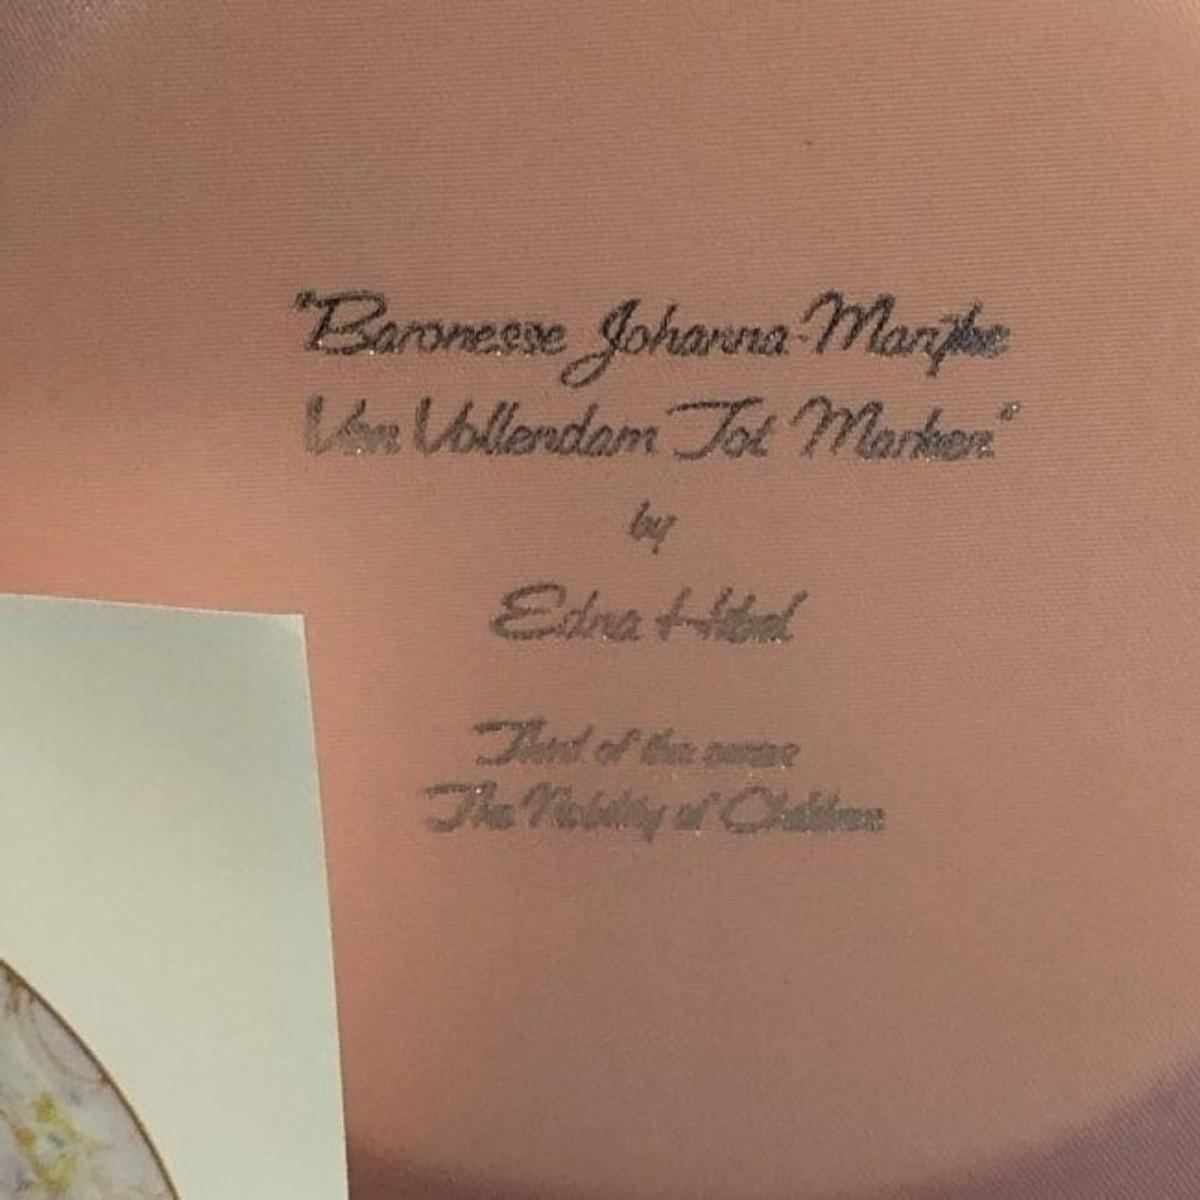 "Baronesse Johanna-Maryke
Van Vollendam Tot Marken"
by
Edna Hibel
Third of the series
The Nobility of Children